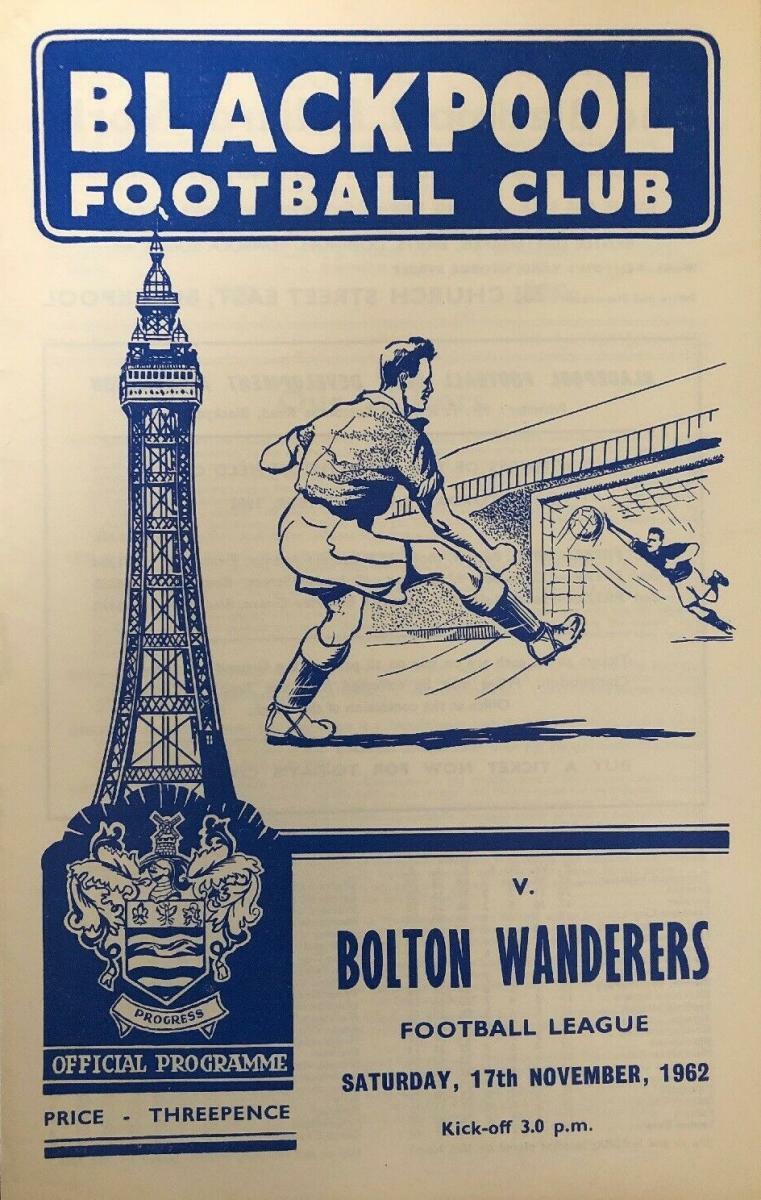 BLACKPOOL
FOOTBALL CLUB
V.
BOLTON WANDERERS
FOOTBALL LEAGUE
SATURDAY, 17th NOVEMBER, 1962
Kick-off 3.0 p.m.
PROGRESS
OFFICIAL PROGRAMME
PRICE - THREEPENCE